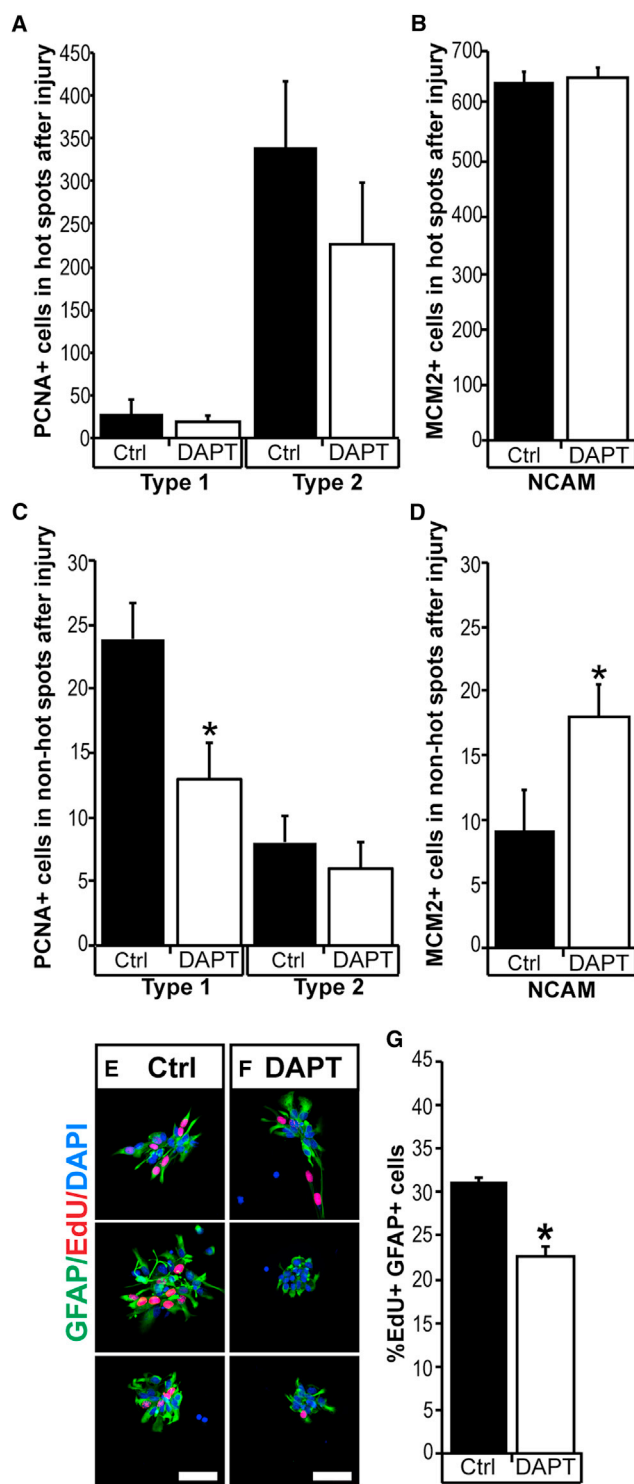 A
PCNA+ cells in hot spots after injury
450
400
350
300
250
200
150
100
50
0
Ctrl DAPT Ctrl DAPT
Type 1 Type 2
B
MCM2+ cells in hot spots after injury
700
600
500
400
300
600
100
0
Ctrl DAPT
NCAM
C
PCNA+ cells in non-hot spots after injury
30
25
20
15
10
5
0
*
Ctrl DAPT Ctrl DAPT
Type 1 Type 2
D
MCM2+ cells in non-hot spots after injury
30
25
20
15
10
5
0
*
Ctrl DAPT
NCAM
E Ctrl
F DAPT
GFAP/EdU/DAPI
G
%EdU+ GFAP+ cells
45
40
35
30
25
20
15
10
5
0
*
Ctrl DAPT